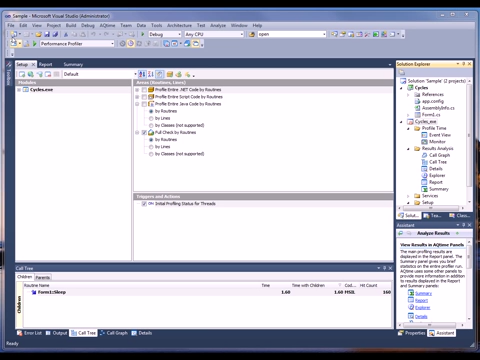 Sample - Microsoft Visual Studio (Administrator)
File Edit View Project Build Debug AQtime Team Data Tools Architecture Test Analyze Window Help
Debug Any CPU open
Performance Profiler
Setup Report Summary
Default
Modules
Cycles.exe
Areas (Routines, Lines)
Profile Entire .NET Code by Routines
Profile Entire Script Code by Routines
Profile Entire Java Code by Routines
by Routines
by Lines
by Classes (not supported)
Full Check by Routines
by Routines
by Lines
by Classes (not supported)
Triggers and Actions
ON Initial Profiling Status for Threads
Solution Explorer
Solution 'Sample' (2 projects)
Cycles
References
app.config
AssemblyInfo.cs
Form1.cs
Cycles_exe
Profile Time
Event View
Monitor
Results Analysis
Call Graph
Call Tree
Details
Explorer
Report
Summary
Services
Setup
Solut... Tea... Class...
Assistant
Analyze Results
View Results in AQtime Panels
The main profiling results are displayed in the Report panel. The Summary panel gives you brief statistics on the entire profiler run. AQtime uses some other panels to provide more information in addition to results displayed in the Report and Summary panels:
Summary
Report
Explorer
Details
Properties Assistant
Call Tree
Children Parents
Routine Name Time Time with Children Cod... Hit Count
Form1::Sleep 1.60 1.60 MSIL 160
Children
Error List Output Call Tree Call Graph Details
Ready
Toolbox